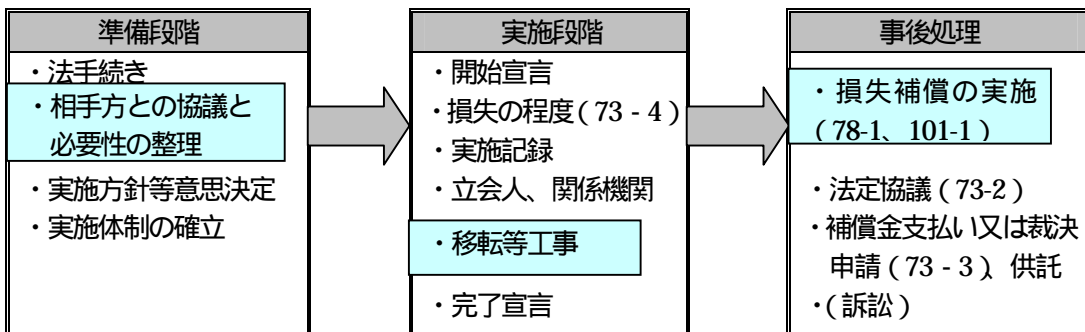 準備段階
・法手続き
・相手方との協議と
必要性の整理
・実施方針等意思決定
・実施体制の確立
実施段階
・開始宣言
・損失の程度(73-4)
・実施記録
・立会人、関係機関
・移転等工事
・完了宣言
事後処理
・損失補償の実施
(78-1、101-1)
・法定協議(73-2)
・補償金支払い又は裁決
申請(73-3)、供託
・(訴訟)